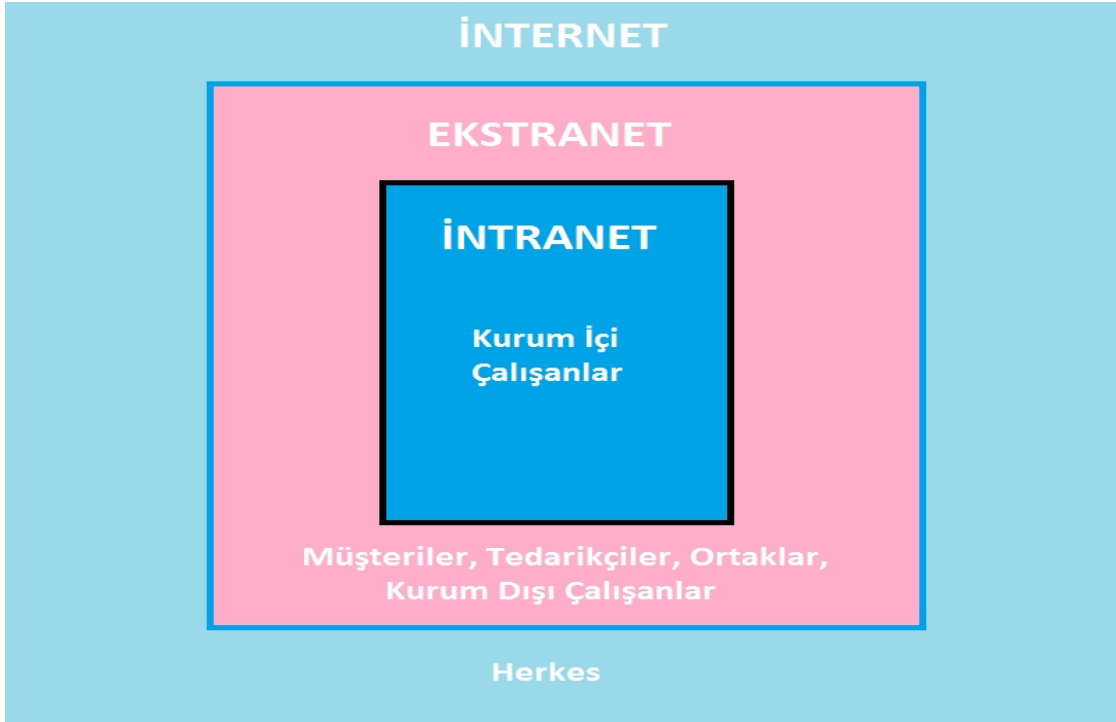 İNTERNET
EKSTRANET
İNTRANET
Kurum İçi
Çalışanlar
Müşteriler, Tedarikçiler, Ortaklar,
Kurum Dışı Çalışanlar
Herkes